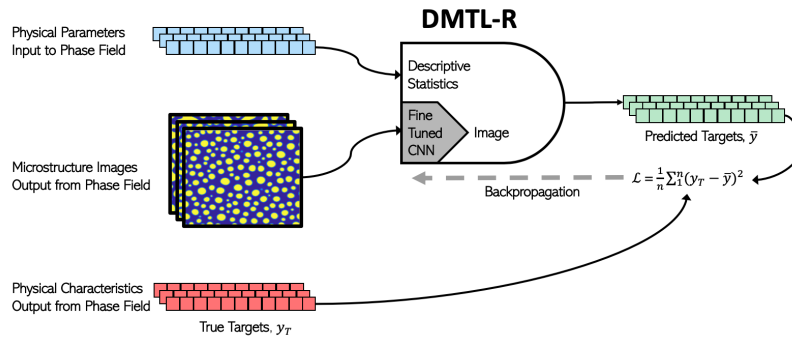 DMTL-R
Physical Parameters
Input to Phase Field
Descriptive
Statistics
Fine
Tuned
CNN
Image
Predicted Targets, ȳ
Microstructure Images
Output from Phase Field
Backpropagation
ℒ = 1/n ∑₁ⁿ(y_T − ȳ)²
Physical Characteristics
Output from Phase Field
True Targets, y_T